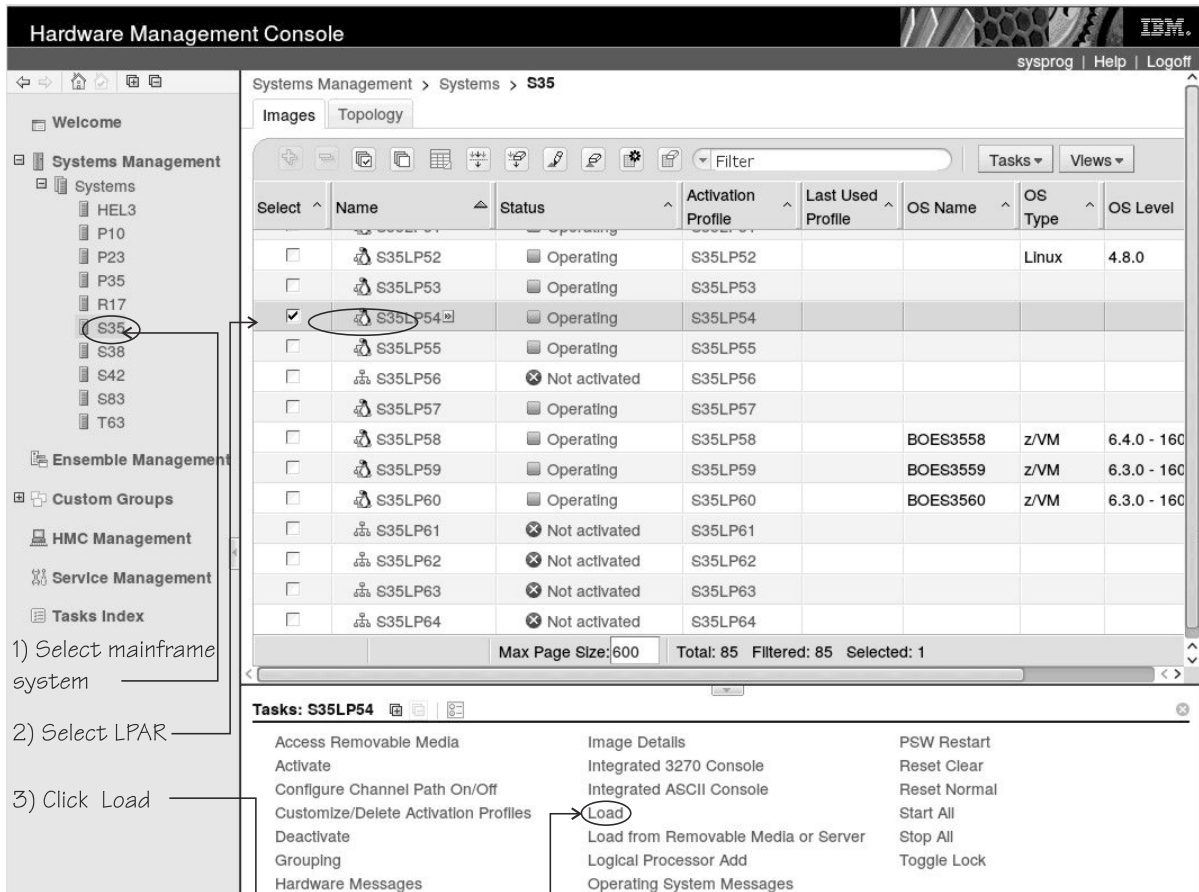 Hardware Management Console
IBM.
sysprog | Help | Logoff
Systems Management > Systems > S35
Images Topology
Filter Tasks Views
Select Name Status Activation Profile Last Used Profile OS Name OS Type OS Level
Operating
S35LP52 Operating S35LP52 Linux 4.8.0
S35LP53 Operating S35LP53
S35LP54 Operating S35LP54
S35LP55 Operating S35LP55
S35LP56 Not activated S35LP56
S35LP57 Operating S35LP57
S35LP58 Operating S35LP58 BOES3558 z/VM 6.4.0 - 160
S35LP59 Operating S35LP59 BOES3559 z/VM 6.3.0 - 160
S35LP60 Operating S35LP60 BOES3560 z/VM 6.3.0 - 160
S35LP61 Not activated S35LP61
S35LP62 Not activated S35LP62
S35LP63 Not activated S35LP63
S35LP64 Not activated S35LP64
Max Page Size: 600 Total: 85 Filtered: 85 Selected: 1
Welcome
Systems Management
Systems
HEL3
P10
P23
P35
R17
S35
S38
S42
S83
T63
Ensemble Management
Custom Groups
HMC Management
Service Management
Tasks Index
1) Select mainframe
system
2) Select LPAR
3) Click Load
Tasks: S35LP54
Access Removable Media
Activate
Configure Channel Path On/Off
Customize/Delete Activation Profiles
Deactivate
Grouping
Hardware Messages
Image Details
Integrated 3270 Console
Integrated ASCII Console
Load
Load from Removable Media or Server
Logical Processor Add
Operating System Messages
PSW Restart
Reset Clear
Reset Normal
Start All
Stop All
Toggle Lock